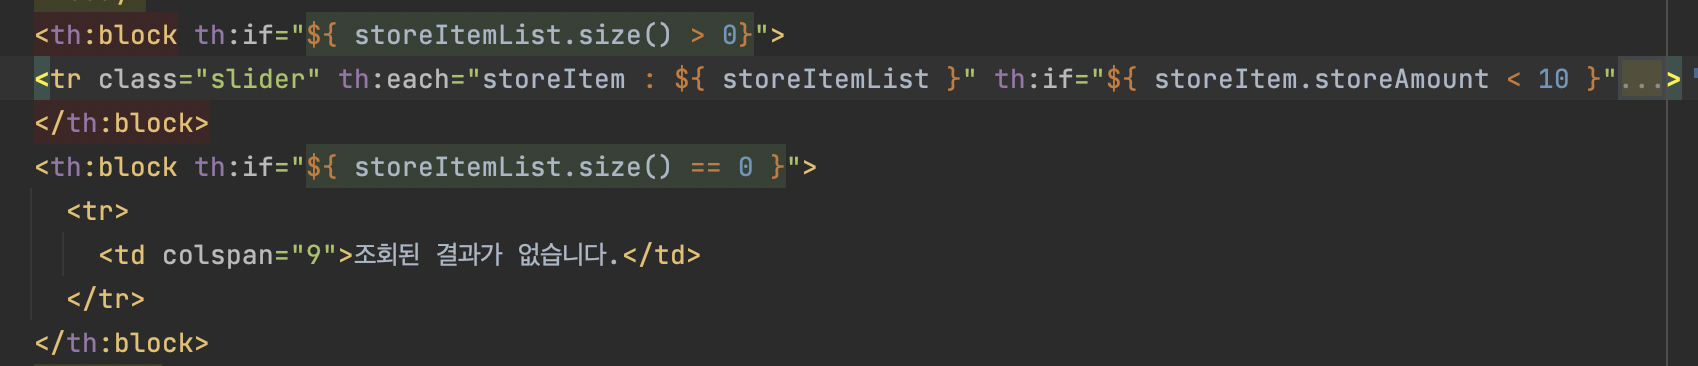 <th:block th:if="${ storeItemList.size() > 0}">
<tr class="slider" th:each="storeItem : ${ storeItemList }" th:if="${ storeItem.storeAmount < 10 }"...>
</th:block>
<th:block th:if="${ storeItemList.size() == 0 }">
<tr>
<td colspan="9">조회된 결과가 없습니다.</td>
</tr>
</th:block>